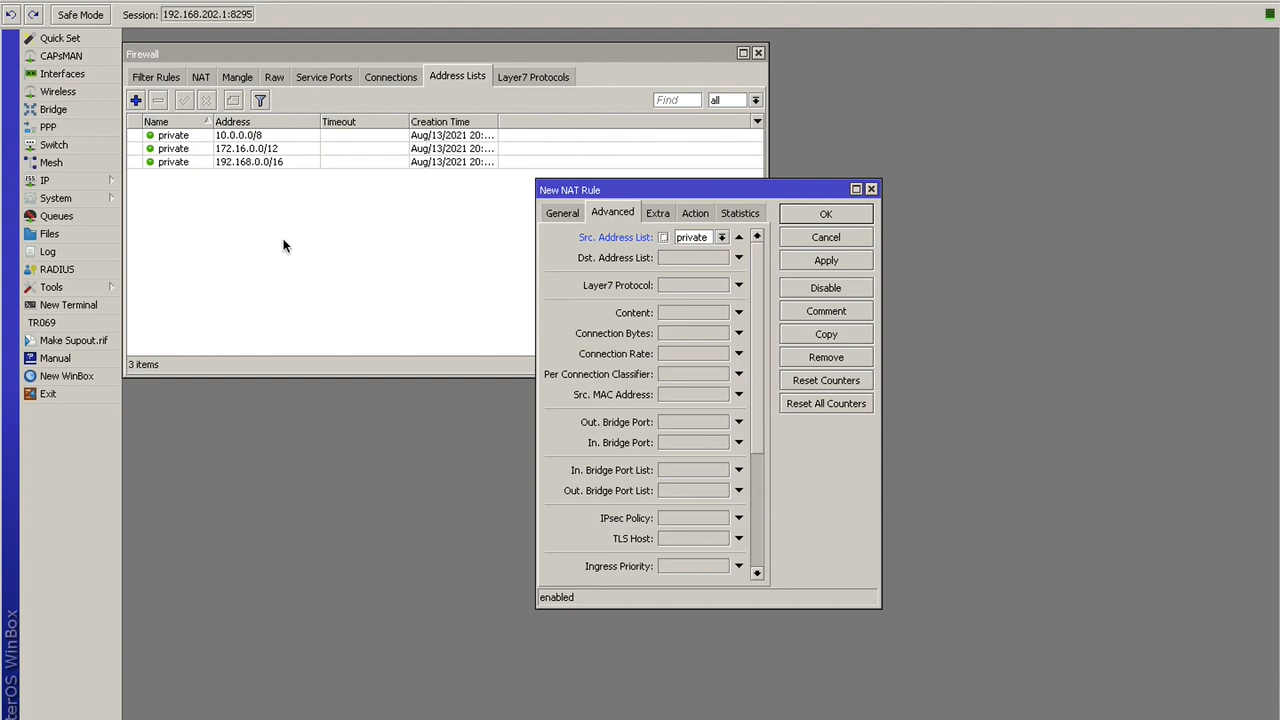 Safe Mode Session: 192.168.202.1:8295
Quick Set
CAPsMAN
Interfaces
Wireless
Bridge
PPP
Switch
Mesh
IP
System
Queues
Files
Log
RADIUS
Tools
New Terminal
TR069
Make Supout.rif
Manual
New WinBox
Exit
Firewall
Filter Rules NAT Mangle Raw Service Ports Connections Address Lists Layer7 Protocols
Find all
Name Address Timeout Creation Time
private 10.0.0.0/8 Aug/13/2021 20:...
private 172.16.0.0/12 Aug/13/2021 20:...
private 192.168.0.0/16 Aug/13/2021 20:...
3 items
New NAT Rule
General Advanced Extra Action Statistics
Src. Address List: private
Dst. Address List:
Layer7 Protocol:
Content:
Connection Bytes:
Connection Rate:
Per Connection Classifier:
Src. MAC Address:
Out. Bridge Port:
In. Bridge Port:
In. Bridge Port List:
Out. Bridge Port List:
IPsec Policy:
TLS Host:
Ingress Priority:
OK
Cancel
Apply
Disable
Comment
Copy
Remove
Reset Counters
Reset All Counters
enabled
terOS WinBox